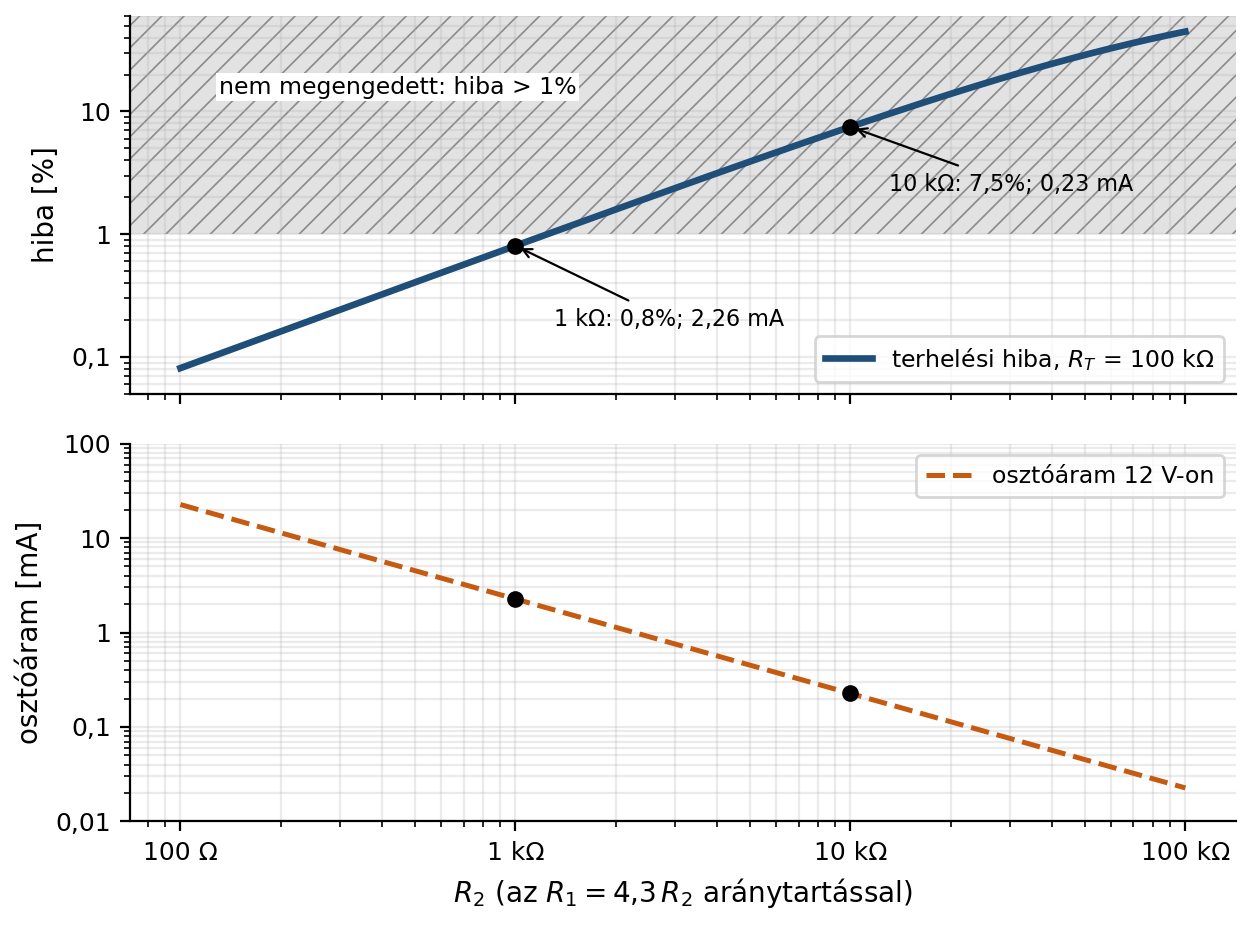 nem megengedett: hiba > 1%
10
1
0,1
hiba [%]
10 kΩ: 7,5%; 0,23 mA
1 kΩ: 0,8%; 2,26 mA
terhelési hiba, R_T = 100 kΩ
100
10
1
0,1
0,01
osztóáram [mA]
osztóáram 12 V-on
100 Ω 1 kΩ 10 kΩ 100 kΩ
R_2 (az R_1 = 4,3 R_2 aránytartással)